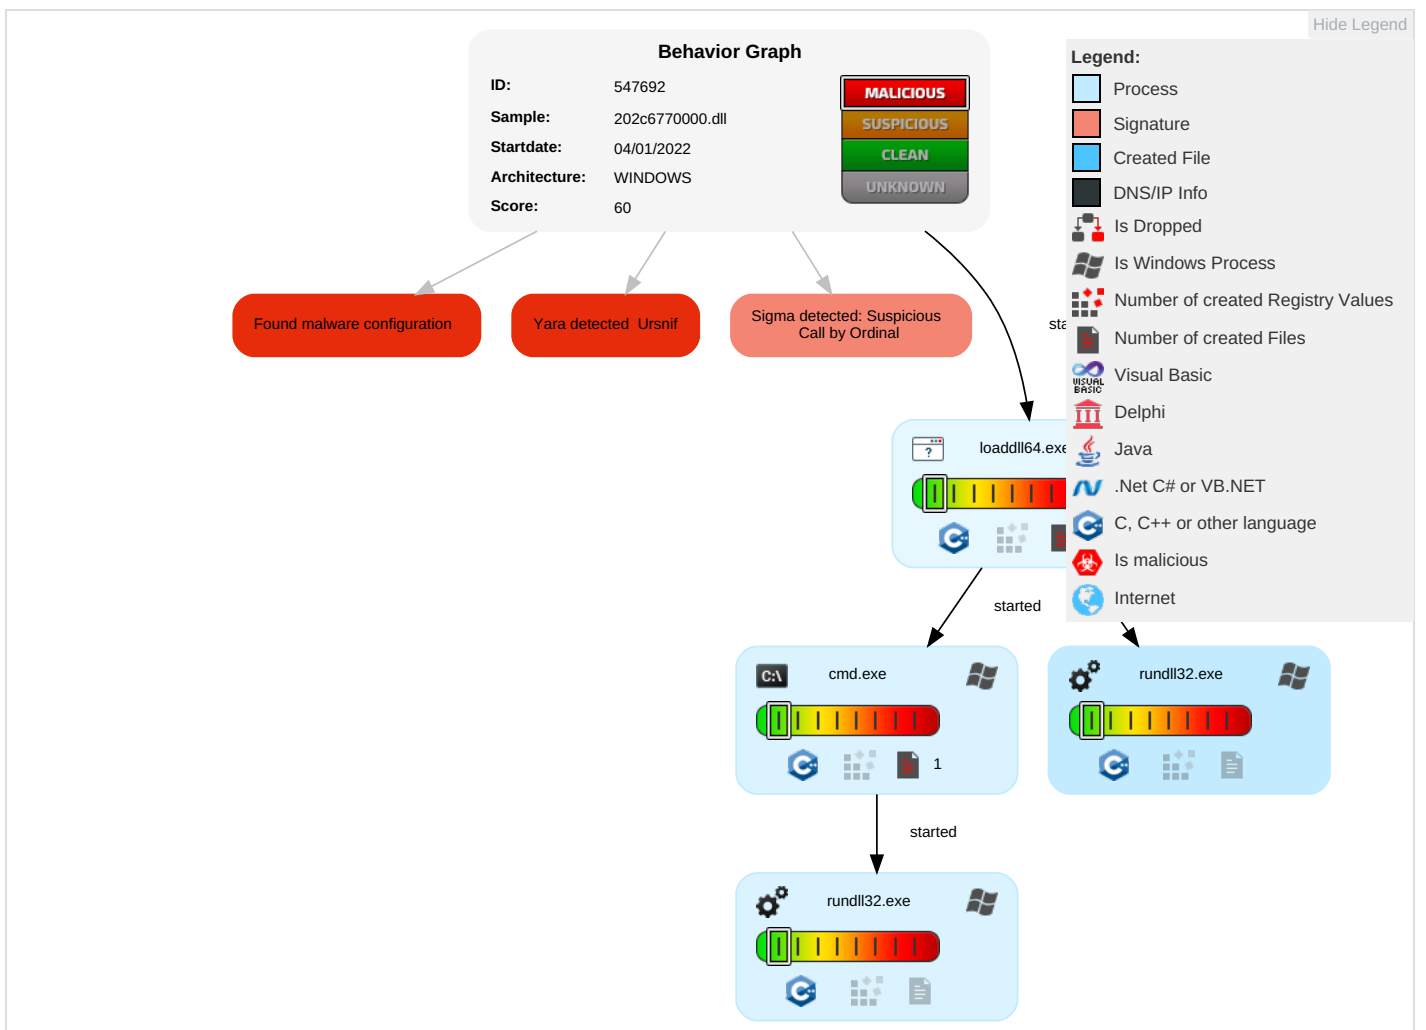 Hide Legend
Behavior Graph
ID: 547692
Sample: 202c6770000.dll
Startdate: 04/01/2022
Architecture: WINDOWS
Score: 60
MALICIOUS
SUSPICIOUS
CLEAN
UNKNOWN
Legend:
Process
Signature
Created File
DNS/IP Info
Is Dropped
Is Windows Process
Number of created Registry Values
Number of created Files
VISUAL
BASIC
Visual Basic
Delphi
Java
.Net C# or VB.NET
C, C++ or other language
Is malicious
Internet
Found malware configuration
Yara detected Ursnif
Sigma detected: Suspicious
Call by Ordinal
loaddll64.exe
?
started
C:\
cmd.exe
1
rundll32.exe
started
rundll32.exe